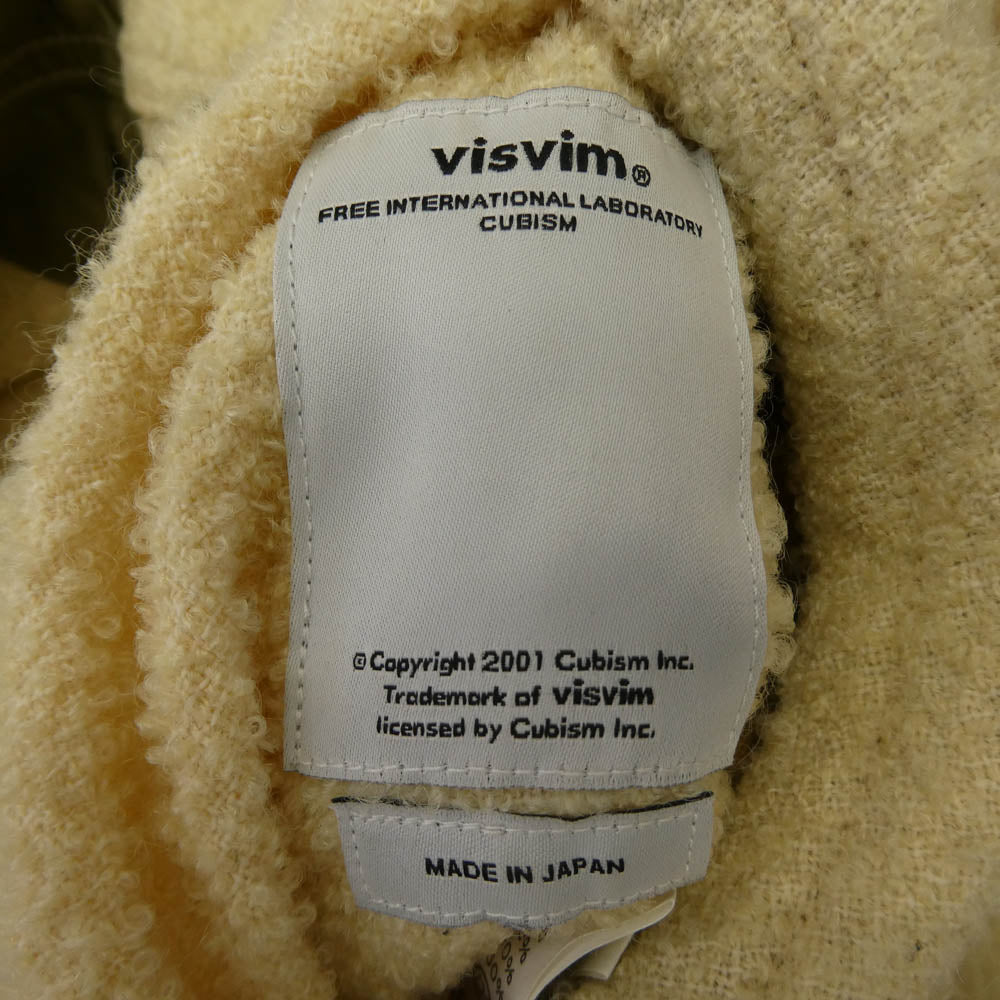 visvim®
FREE INTERNATIONAL LABORATORY
CUBISM
© Copyright 2001 Cubism Inc.
Trademark of visvim
licensed by Cubism Inc.
MADE IN JAPAN